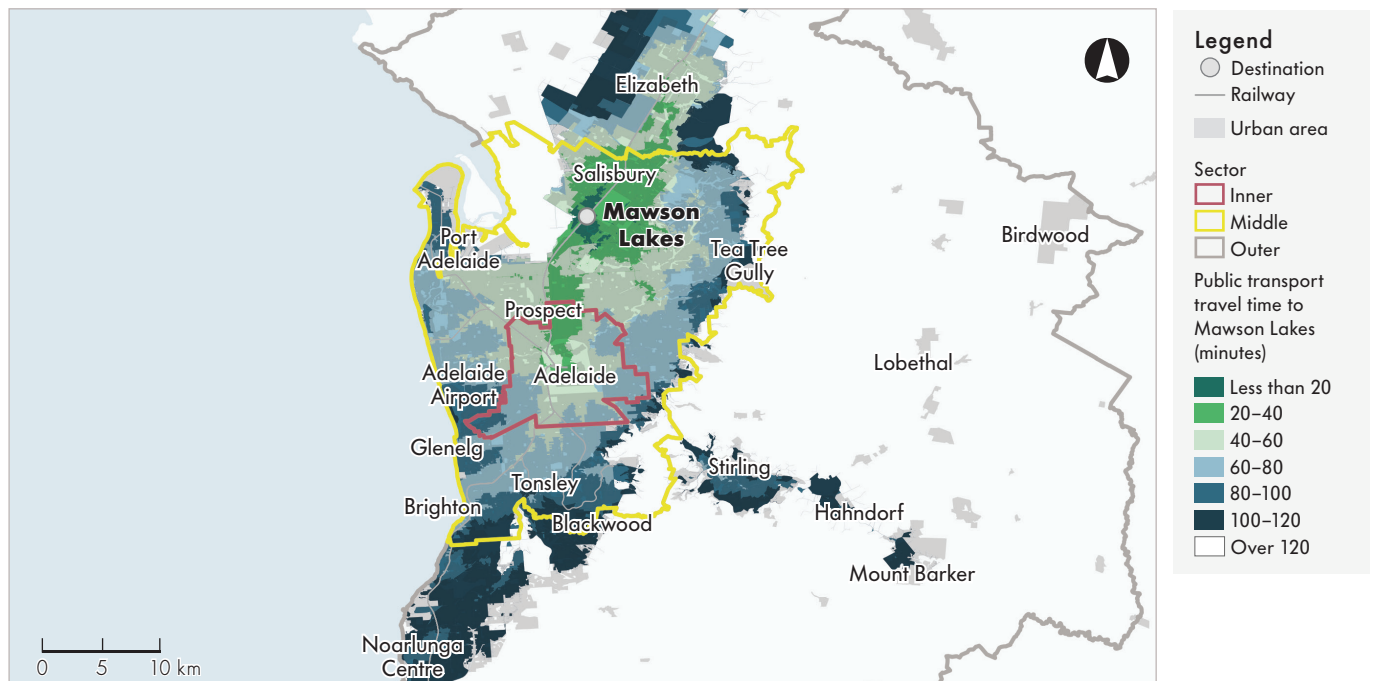 Elizabeth
Salisbury
Mawson
Lakes
Port
Adelaide
Tea Tree
Gully
Birdwood
Prospect
Lobethal
Adelaide
Airport
Adelaide
Glenelg
Stirling
Tonsley
Brighton
Hahndorf
Blackwood
Mount Barker
Noarlunga
Centre
0 5 10 km
Legend
Destination
Railway
Urban area
Sector
Inner
Middle
Outer
Public transport
travel time to
Mawson Lakes
(minutes)
Less than 20
20–40
40–60
60–80
80–100
100–120
Over 120